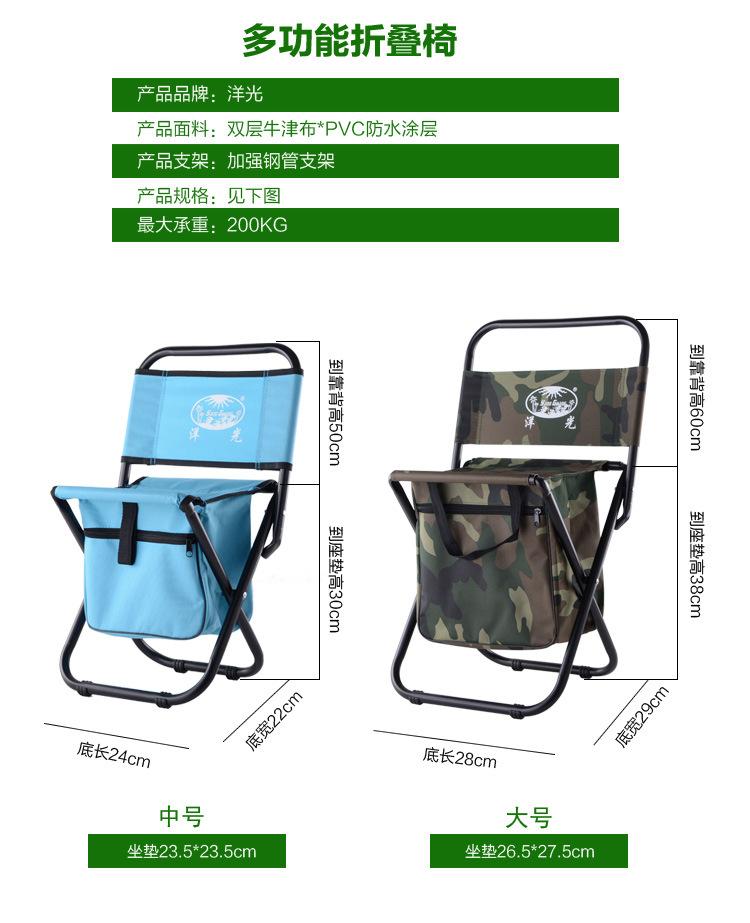 多功能折叠椅
产品品牌：洋光
产品面料：双层牛津布*PVC防水涂层
产品支架：加强钢管支架
产品规格：见下图
最大承重：200KG
洋 光
到靠背高50cm
到座垫高30cm
底长24cm
底宽22cm
中号
坐垫23.5*23.5cm
洋 光
到靠背高60cm
到座垫高38cm
底长28cm
底宽29cm
大号
坐垫26.5*27.5cm